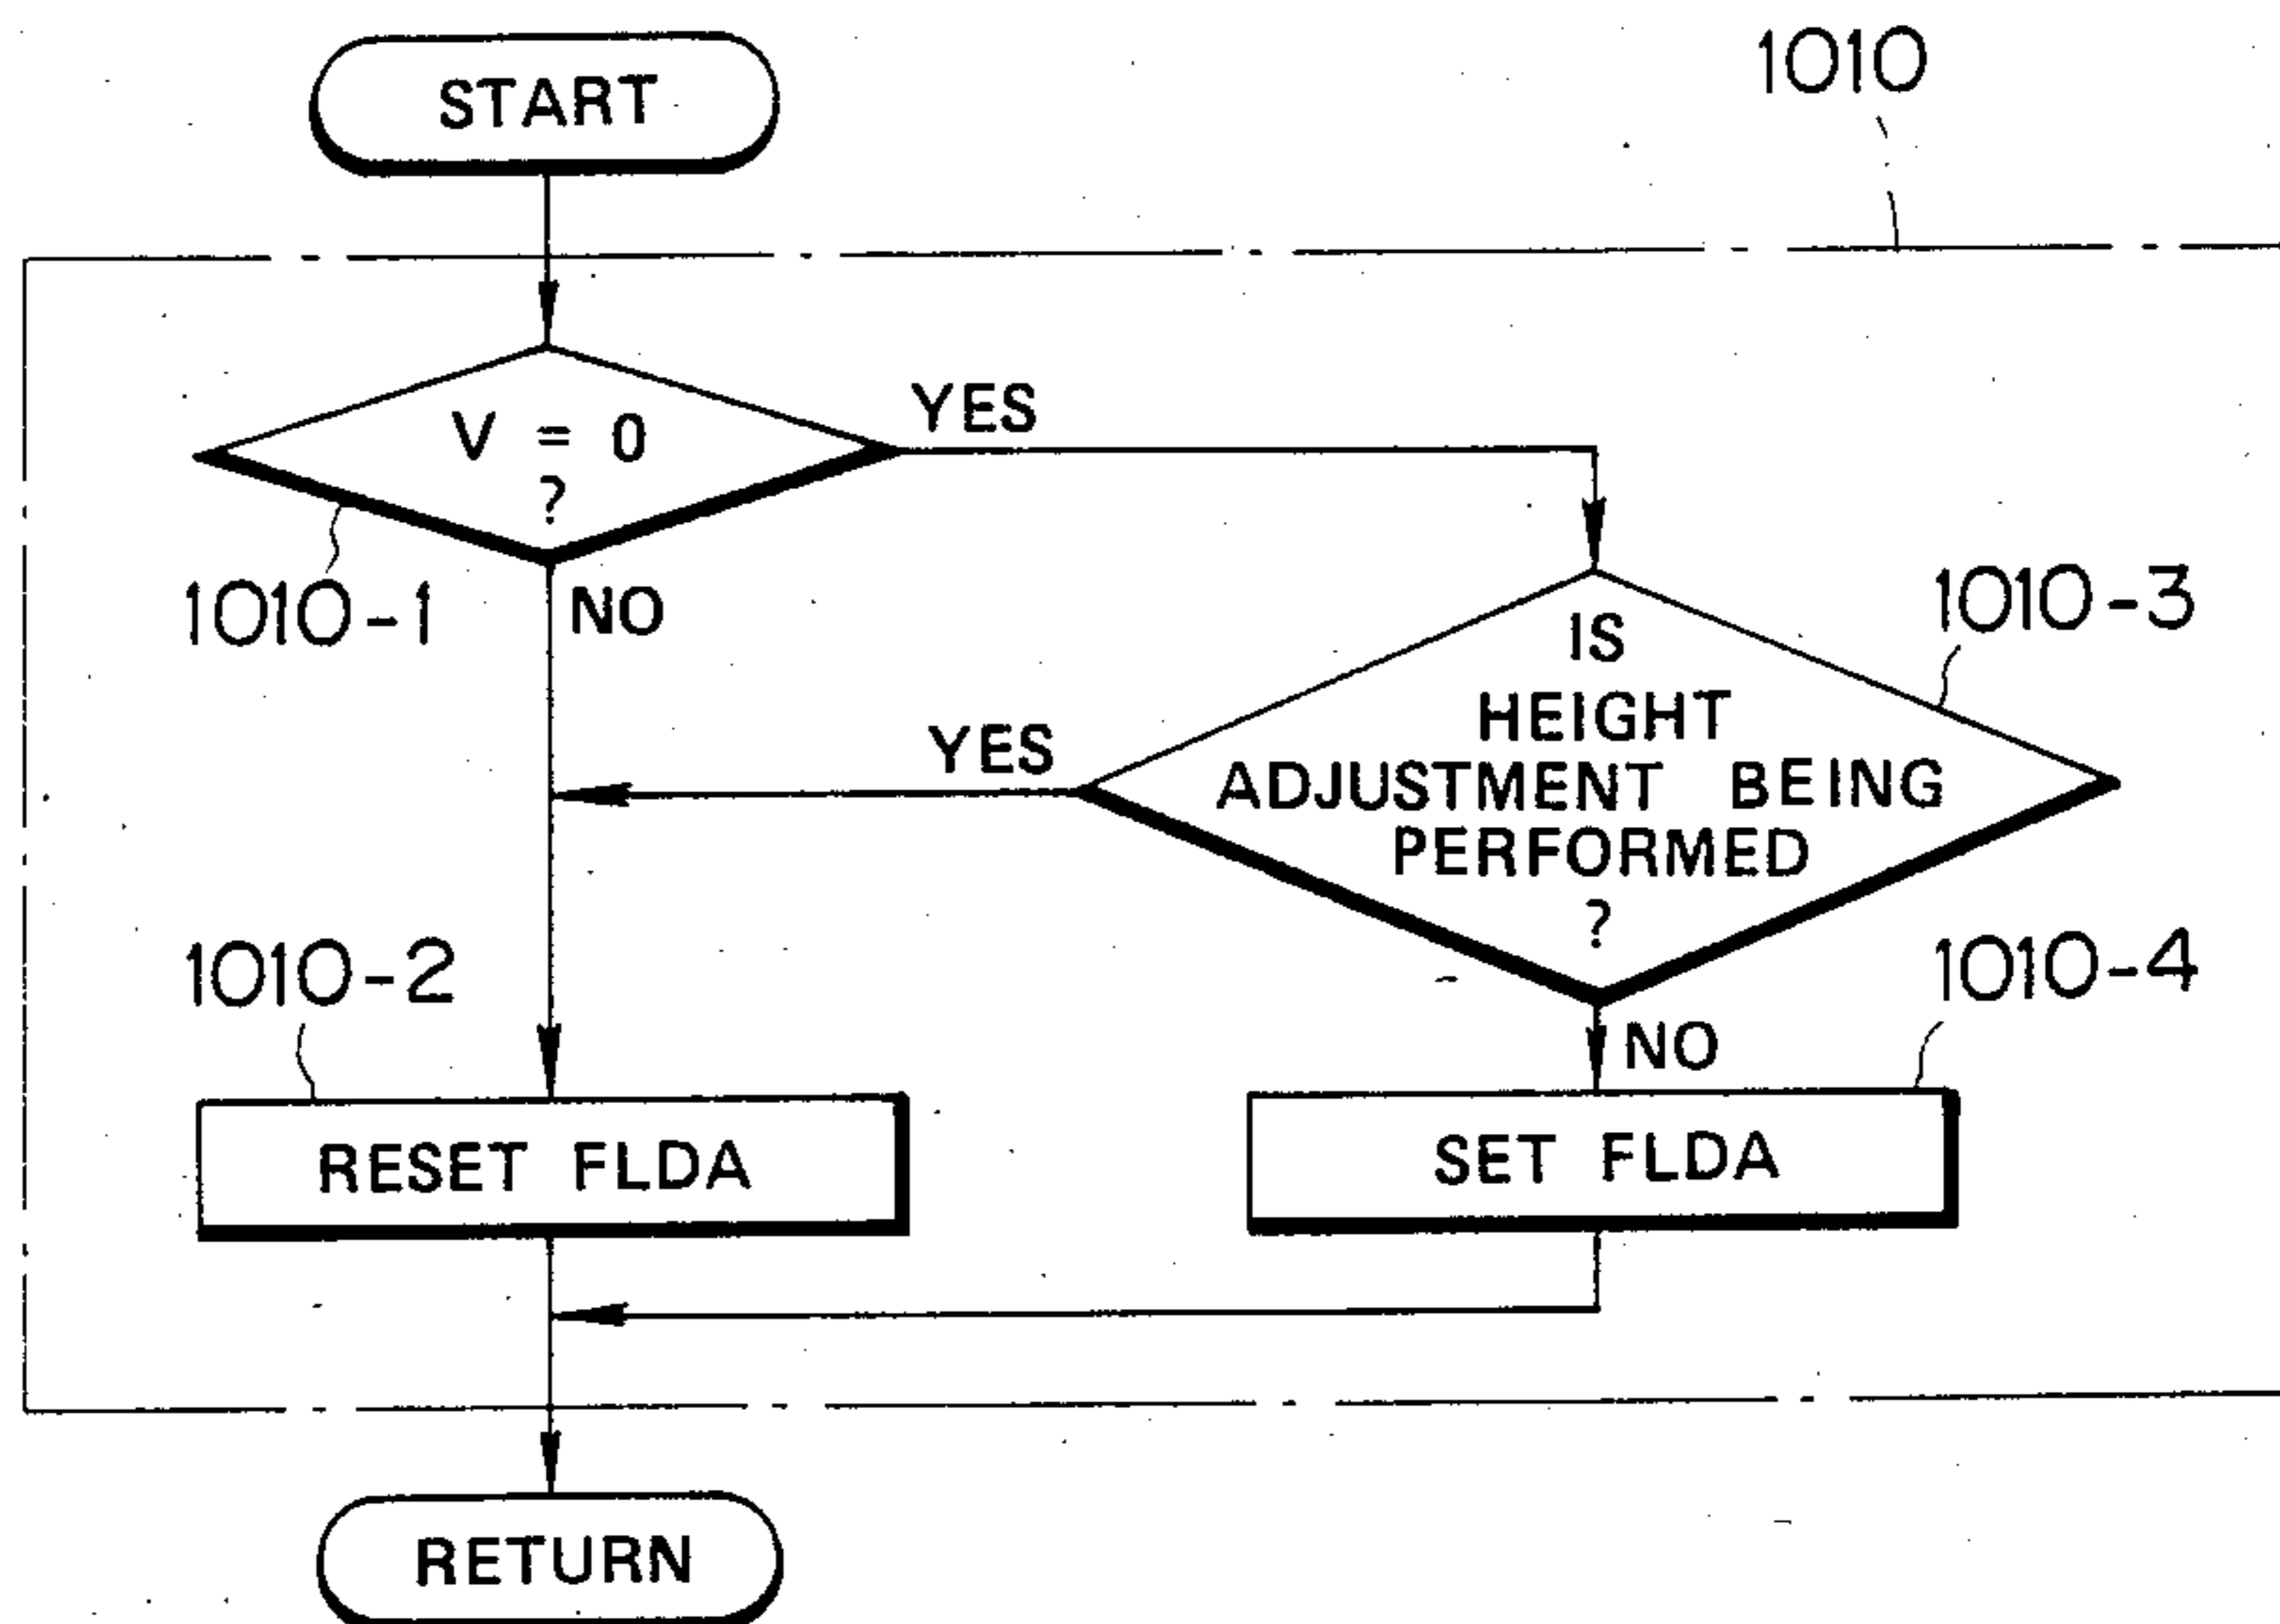 START
1010
V = 0
?
YES
1010-1
NO
1010-3
IS
HEIGHT
ADJUSTMENT BEING
PERFORMED
?
YES
1010-2
NO
1010-4
RESET FLDA
SET FLDA
RETURN